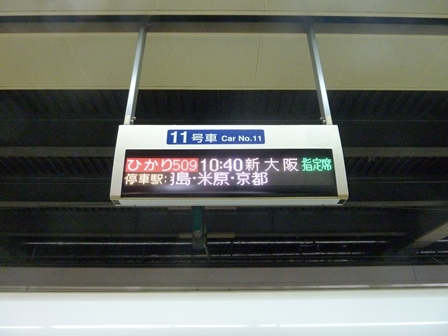 11号車 Car No.11
ひかり509 10:40 新大阪 指定席
停車駅: 島・米原・京都